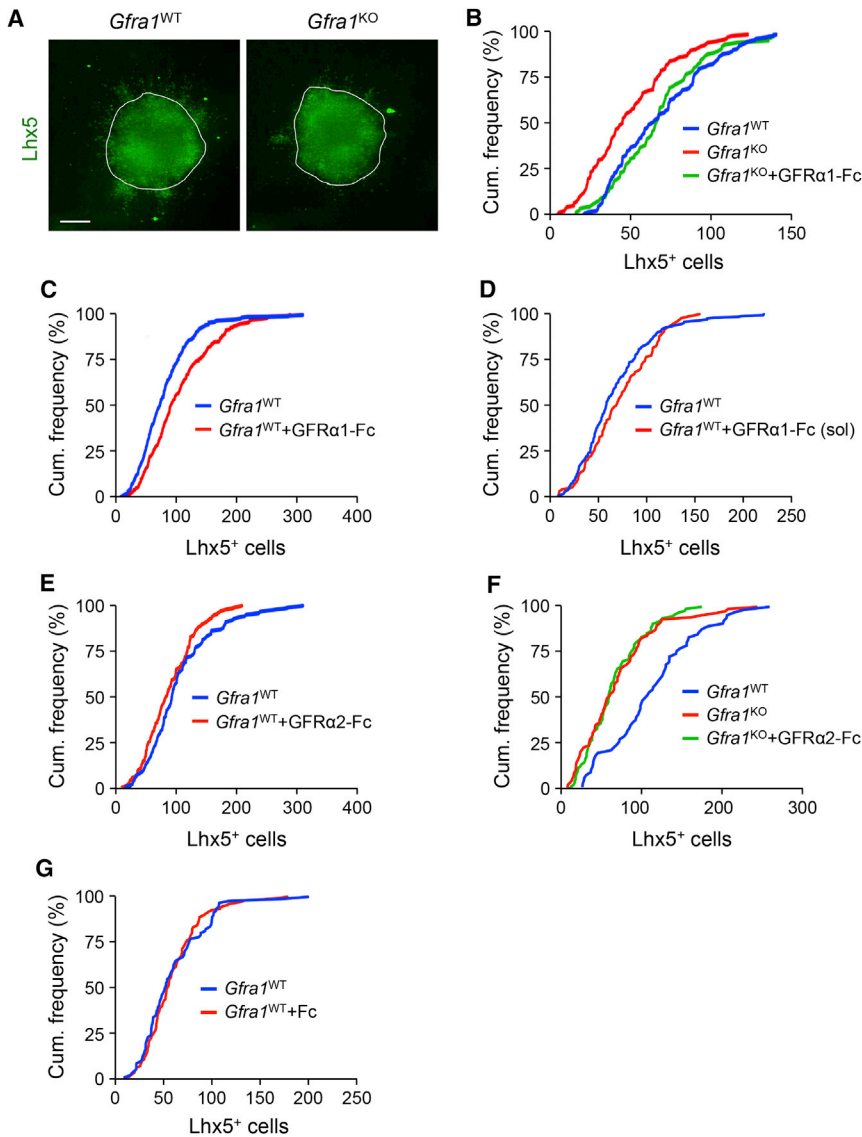 A
Gfra1WT
Gfra1KO
Lhx5
B
Cum. frequency (%)
100
75
50
25
0
0 50 100 150
Lhx5+ cells
Gfra1WT
Gfra1KO
Gfra1KO+GFRα1-Fc
C
Cum. frequency (%)
100
75
50
25
0
0 100 200 300 400
Lhx5+ cells
Gfra1WT
Gfra1WT+GFRα1-Fc
D
Cum. frequency (%)
100
75
50
25
0
0 50 100 150 200 250
Lhx5+ cells
Gfra1WT
Gfra1WT+GFRα1-Fc (sol)
E
Cum. frequency (%)
100
75
50
25
0
0 100 200 300 400
Lhx5+ cells
Gfra1WT
Gfra1WT+GFRα2-Fc
F
Cum. frequency (%)
100
75
50
25
0
0 100 200 300
Lhx5+ cells
Gfra1WT
Gfra1KO
Gfra1KO+GFRα2-Fc
G
Cum. frequency (%)
100
75
50
25
0
0 50 100 150 200 250
Lhx5+ cells
Gfra1WT
Gfra1WT+Fc